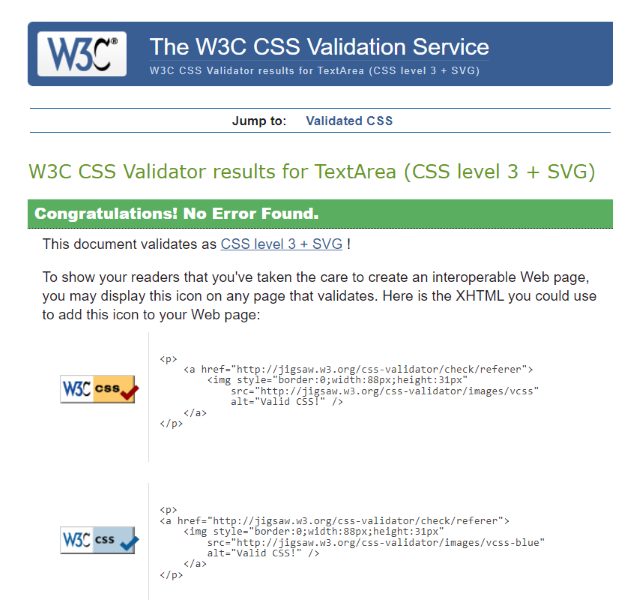 W3C®
The W3C CSS Validation Service
W3C CSS Validator results for TextArea (CSS level 3 + SVG)
Jump to: Validated CSS
W3C CSS Validator results for TextArea (CSS level 3 + SVG)
Congratulations! No Error Found.
This document validates as CSS level 3 + SVG !
To show your readers that you've taken the care to create an interoperable Web page,
you may display this icon on any page that validates. Here is the XHTML you could use
to add this icon to your Web page:
W3C css
<p>
<a href="http://jigsaw.w3.org/css-validator/check/referer">
<img style="border:0;width:88px;height:31px"
src="http://jigsaw.w3.org/css-validator/images/vcss"
alt="Valid CSS!" />
</a>
</p>
W3C css
<p>
<a href="http://jigsaw.w3.org/css-validator/check/referer">
<img style="border:0;width:88px;height:31px"
src="http://jigsaw.w3.org/css-validator/images/vcss-blue"
alt="Valid CSS!" />
</a>
</p>